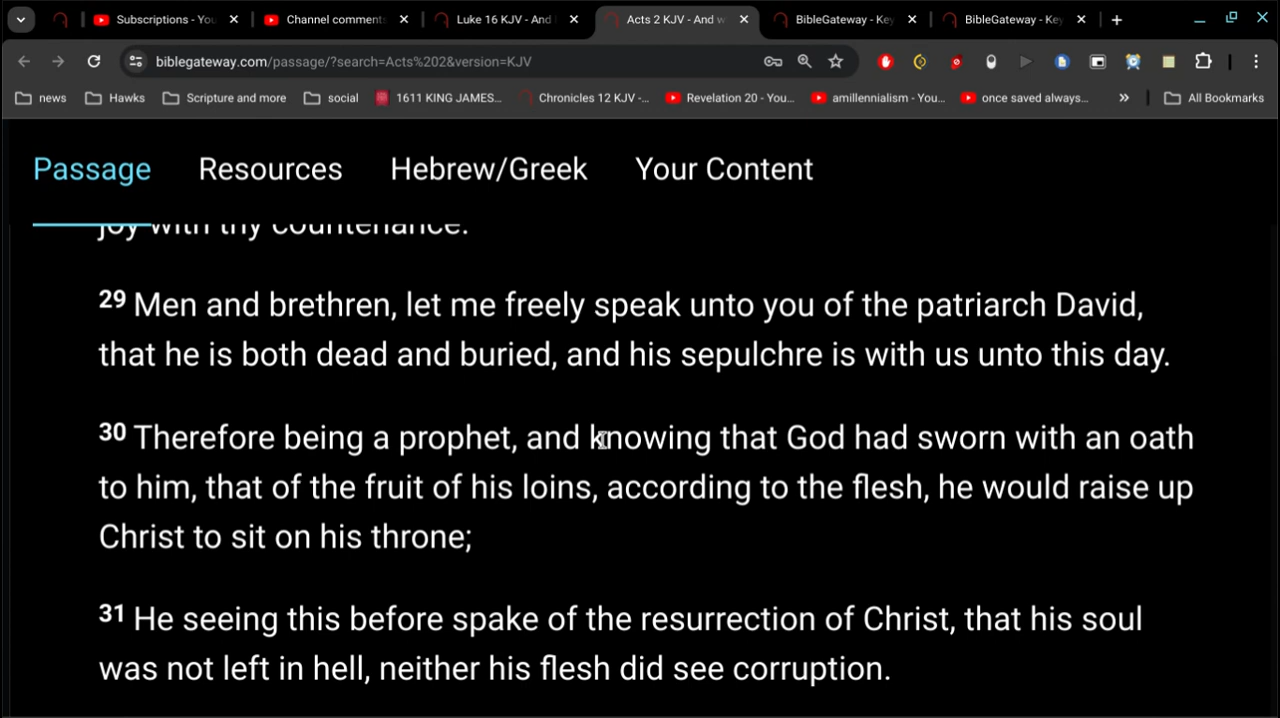 Subscriptions - You
Channel comments
Luke 16 KJV - And
Acts 2 KJV - And w
BibleGateway - Key
BibleGateway - Key
biblegateway.com/passage/?search=Acts%202&version=KJV
news
Hawks
Scripture and more
social
1611 KING JAMES...
Chronicles 12 KJV -...
Revelation 20 - You...
amillennialism - You...
once saved always...
»
All Bookmarks
Passage
Resources
Hebrew/Greek
Your Content
joy with thy countenance.
29 Men and brethren, let me freely speak unto you of the patriarch David,
that he is both dead and buried, and his sepulchre is with us unto this day.
30 Therefore being a prophet, and knowing that God had sworn with an oath
to him, that of the fruit of his loins, according to the flesh, he would raise up
Christ to sit on his throne;
31 He seeing this before spake of the resurrection of Christ, that his soul
was not left in hell, neither his flesh did see corruption.